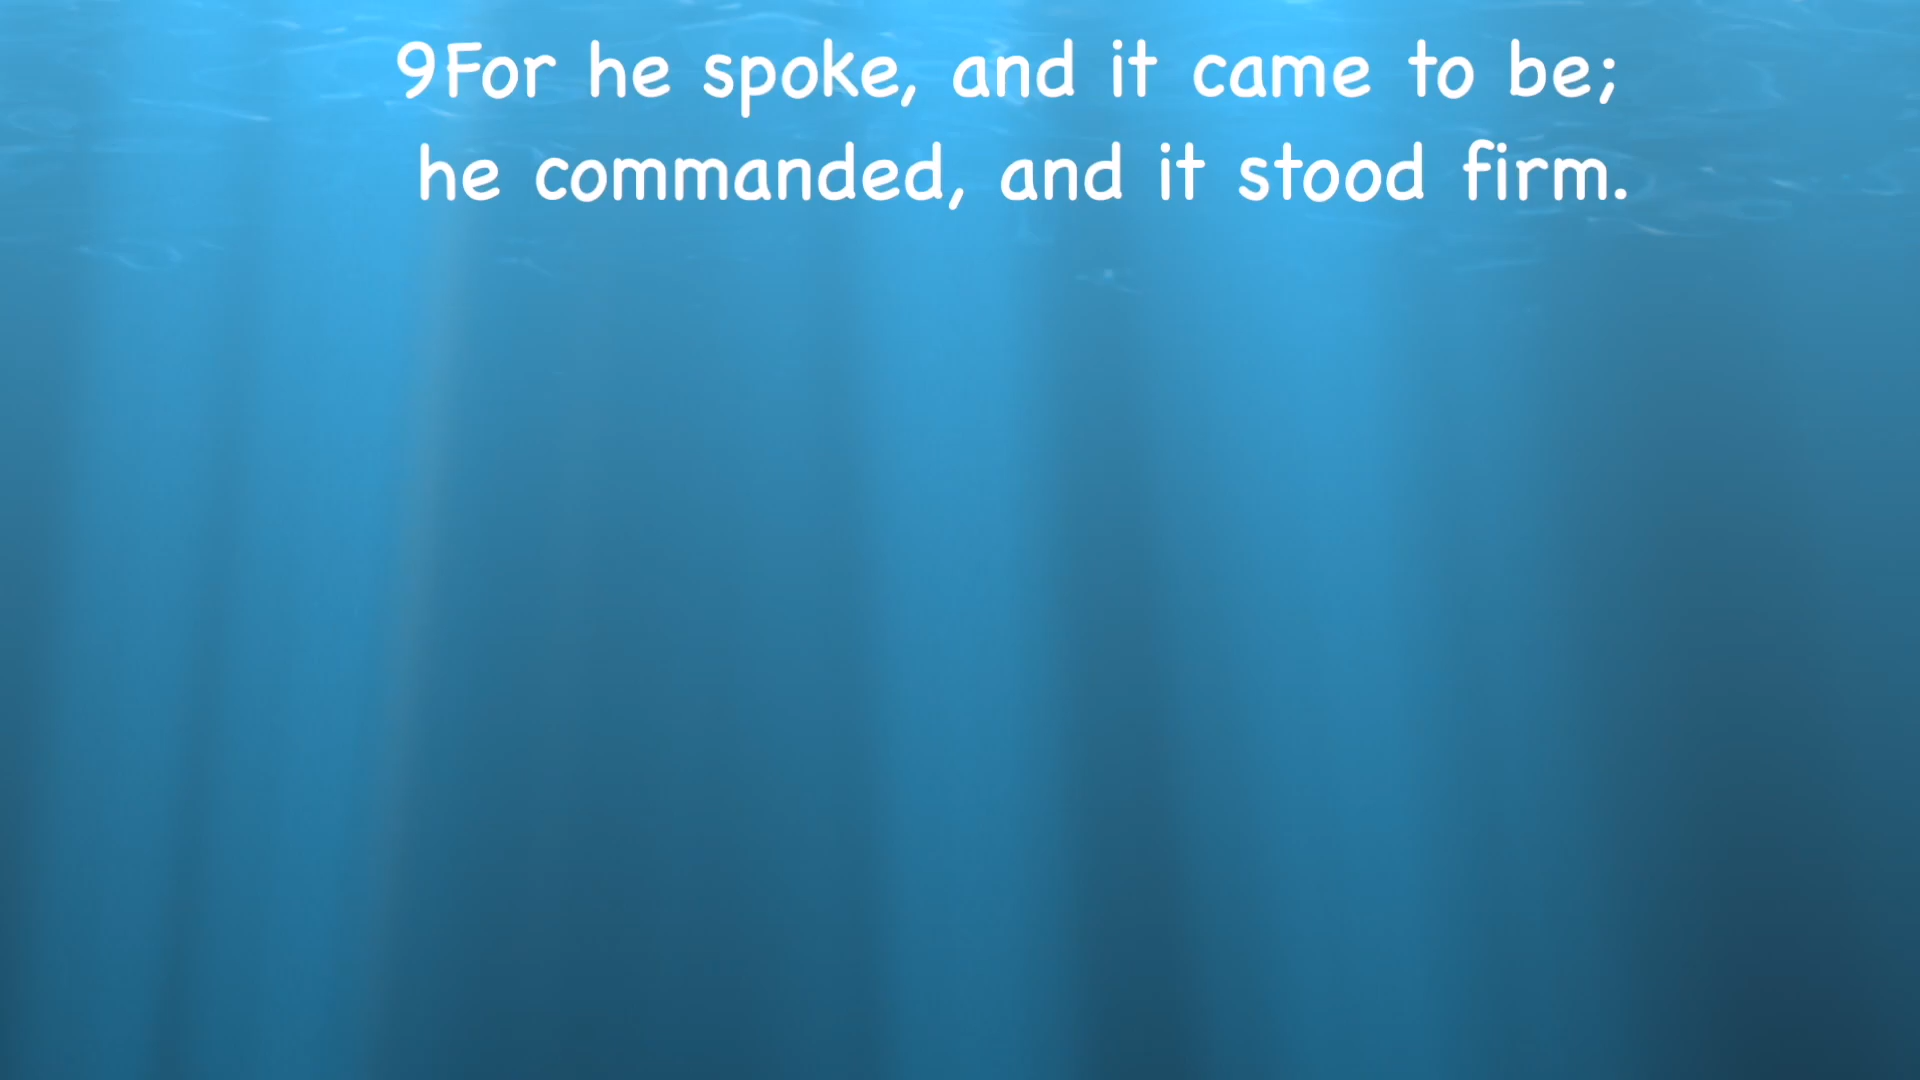 9For he spoke, and it came to be;
he commanded, and it stood firm.